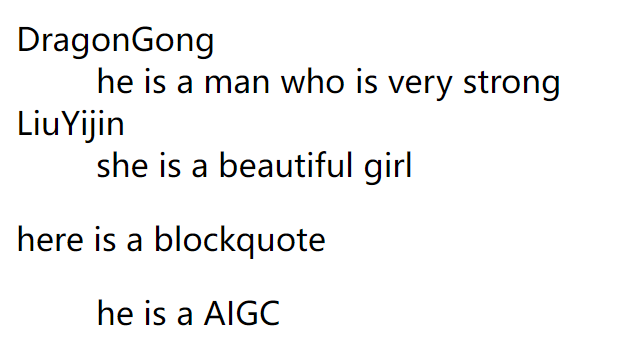 DragonGong
he is a man who is very strong
LiuYijin
she is a beautiful girl
here is a blockquote
he is a AIGC